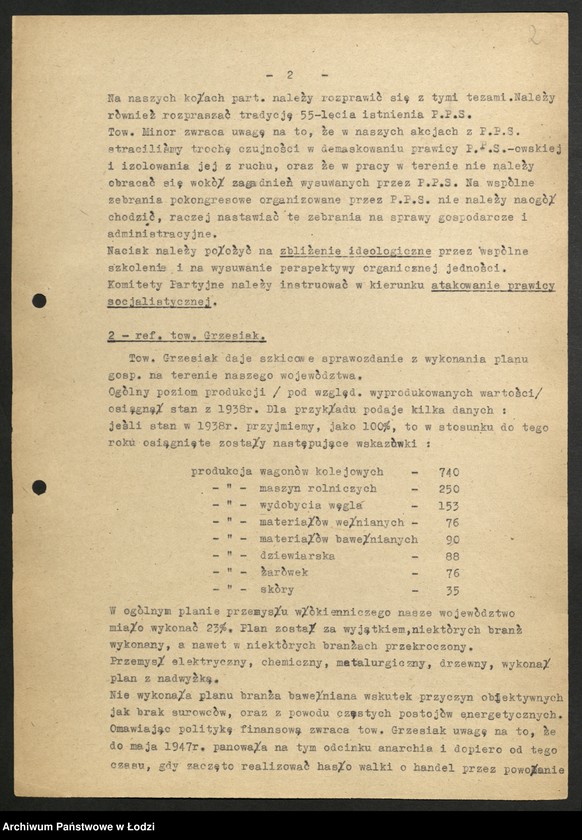 2
- 2 -
Na naszych kołach part. należy rozprawić się z tymi tezami.Należy
również rozpraszać tradycję 55-lecia istnienia P.P.S.
Tow. Minor zwraca uwagę na to, że w naszych akcjach z P.P.S.
straciliśmy trochę czujności w demaskowaniu prawicy P.P.S.-owskiej
i izolowania jej z ruchu, oraz że w pracy w terenie nie należy
obracać się wokół zagadnień wysuwanych przez P.P.S. Na wspólne
zebrania pokongresowe organizowane przez P.P.S. nie należy naogół
chodzić, raczej nastawiać te zebrania na sprawy gospodarcze i
administracyjne.
Nacisk należy położyć na zbliżenie ideologiczne przez wspólne
szkolenie i na wysuwanie perspektywy organicznej jedności.
Komitety Partyjne należy instruować w kierunku atakowanie prawicy
socjalistycznej.
2 - ref. tow. Grzesiak.
Tow. Grzesiak daje szkicowe sprawozdanie z wykonania planu
gosp. na terenie naszego województwa.
Ogólny poziom produkcji / pod względ. wyprodukowanych wartości/
osiągnął stan z 1938r. Dla przykładu podaje kilka danych :
jeśli stan w 1938r. przyjmiemy, jako 100%, to w stosunku do tego
roku osiągnięte zostały następujące wskazówki :
produkcja wagonów kolejowych - 740
- " - maszyn rolniczych - 250
- " - wydobycia węgla - 153
- " - materiałów wełnianych - 76
- " - materiałów bawełnianych 90
- " - dziewiarska - 88
- " - żarówek - 76
- " - skóry - 35
W ogólnym planie przemysłu włókienniczego nasze województwo
miało wykonać 23%. Plan został za wyjątkiem,niektórych branż
wykonany, a nawet w niektórych branżach przekroczony.
Przemysł elektryczny, chemiczny, metalurgiczny, drzewny, wykonał
plan z nadwyżką.
Nie wykonała planu branża bawełniana wskutek przyczyn obiektywnych
jak brak surowców, oraz z powodu częstych postojów energetycznych.
Omawiając politykę finansową zwraca tow. Grzesiak uwagę na to, że
do maja 1947r. panowała na tym odcinku anarchia i dopiero od tego
czasu, gdy zaczęto realizować hasło walki o handel przez powołanie
Archiwum Państwowe w Łodzi